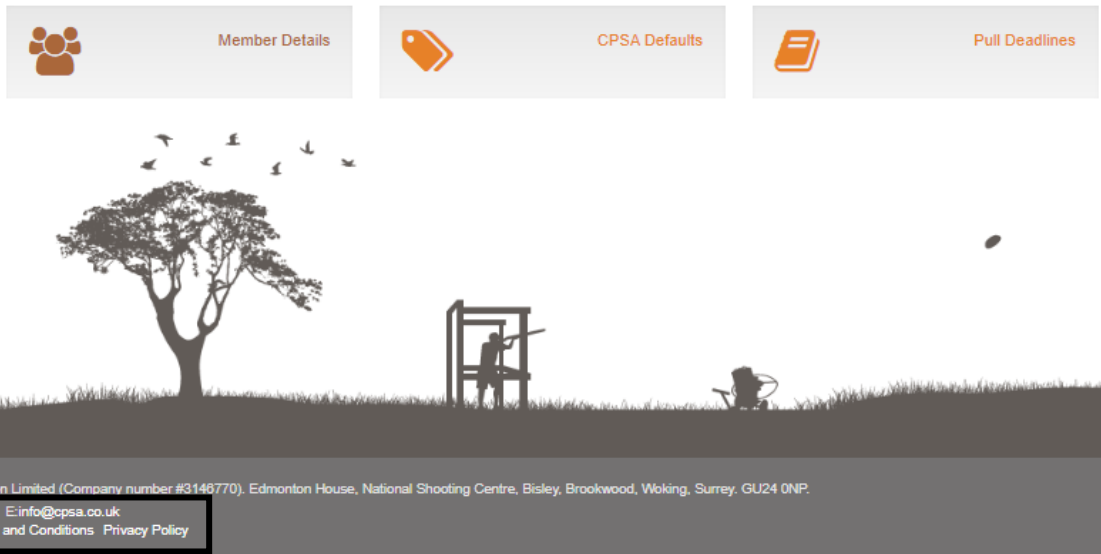 Member Details
CPSA Defaults
Pull Deadlines
n Limited (Company number #3146770). Edmonton House, National Shooting Centre, Bisley, Brookwood, Woking, Surrey. GU24 0NP.
E:info@cpsa.co.uk
and Conditions Privacy Policy